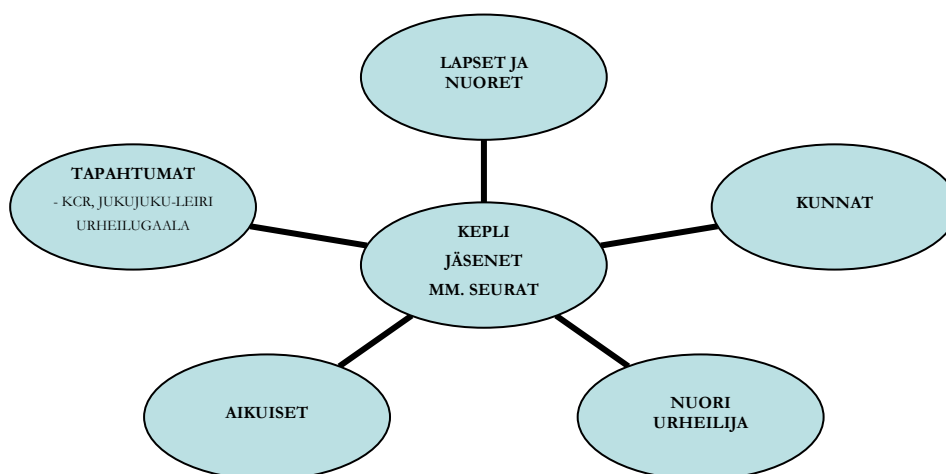 LAPSET JA
NUORET
TAPAHTUMAT
- KCR, JUKUJUKU-LEIRI
URHEILUGAALA
KUNNAT
KEPLI
JÄSENET
MM. SEURAT
AIKUISET
NUORI
URHEILIJA